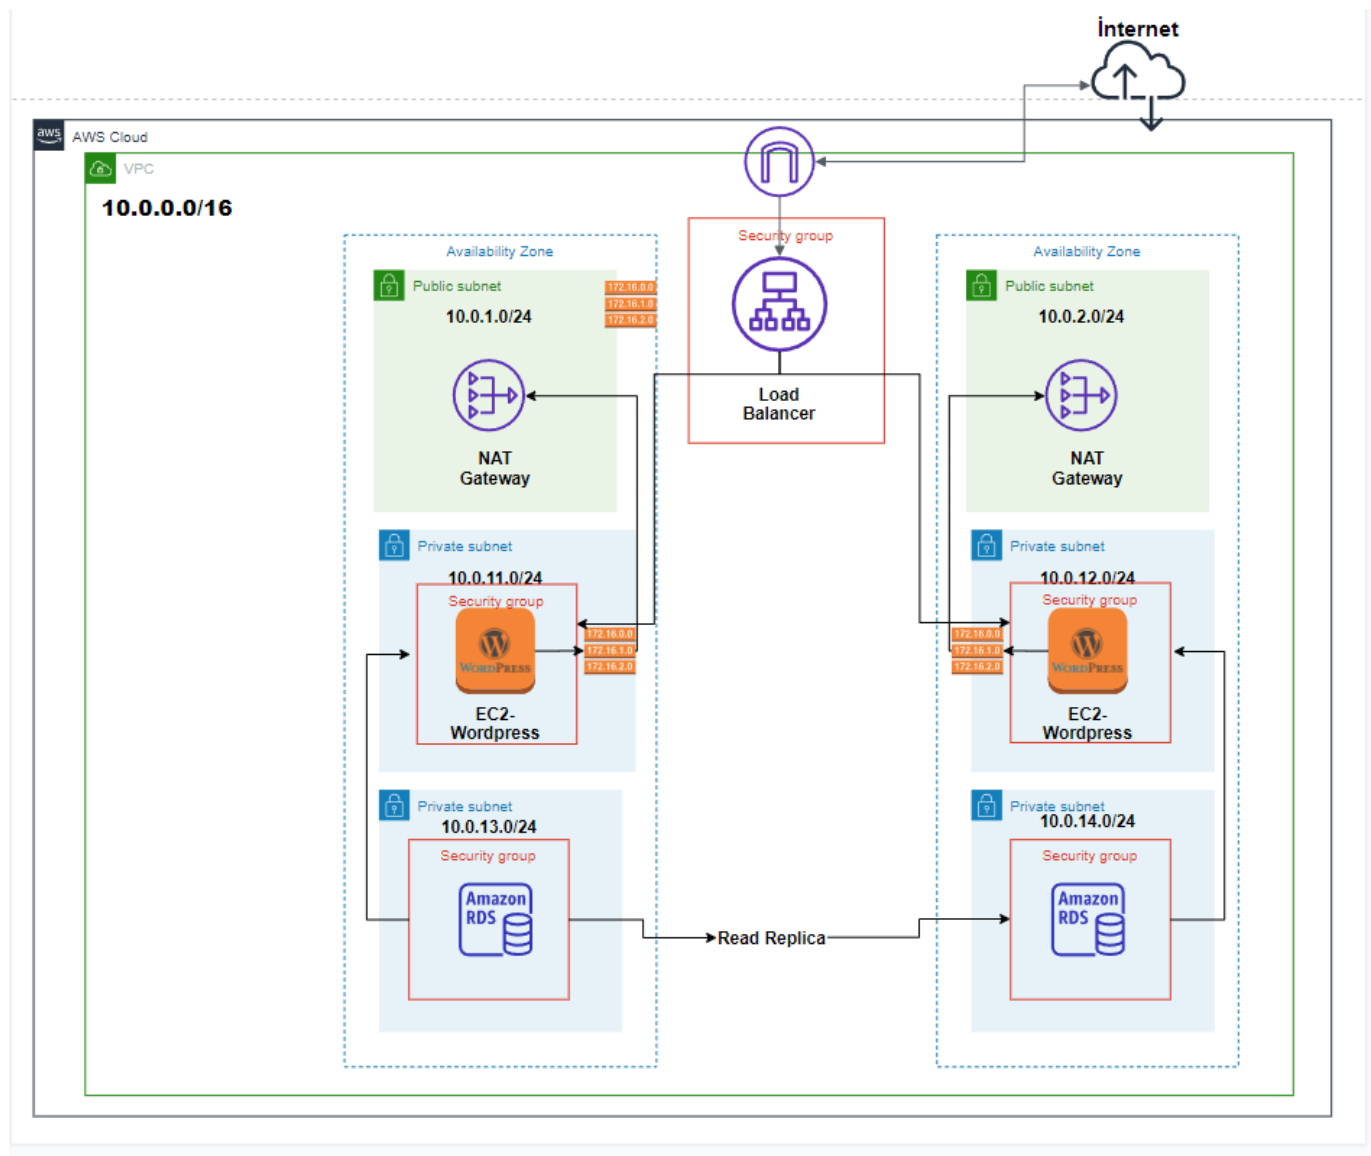 İnternet
aws
AWS Cloud
VPC
10.0.0.0/16
Security group
Load
Balancer
Availability Zone
Public subnet
10.0.1.0/24
172.16.0.0
172.16.1.0
172.16.2.0
NAT
Gateway
Private subnet
10.0.11.0/24
Security group
WORDPRESS
EC2-
Wordpress
172.16.0.0
172.16.1.0
172.16.2.0
Private subnet
10.0.13.0/24
Security group
Amazon
RDS
Read Replica
Availability Zone
Public subnet
10.0.2.0/24
NAT
Gateway
Private subnet
10.0.12.0/24
Security group
172.16.0.0
172.16.1.0
172.16.2.0
WORDPRESS
EC2-
Wordpress
Private subnet
10.0.14.0/24
Security group
Amazon
RDS